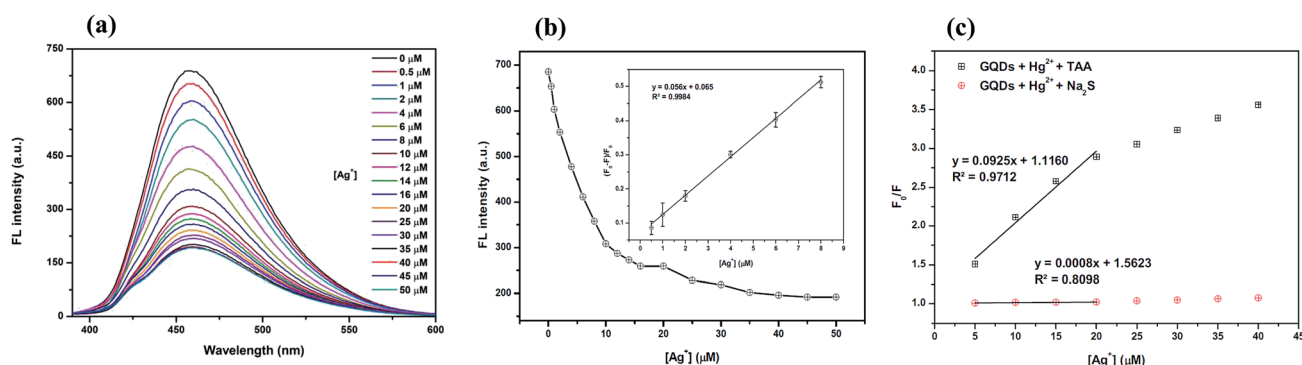 (a)
FL intensity (a.u.)
750
600
450
300
150
0
400
450
500
550
600
Wavelength (nm)
[Ag⁺]
0 μM
0.5 μM
1 μM
2 μM
4 μM
6 μM
8 μM
10 μM
12 μM
14 μM
16 μM
20 μM
25 μM
30 μM
35 μM
40 μM
45 μM
50 μM
(b)
FL intensity (a.u.)
700
600
500
400
300
200
0
10
20
30
40
50
[Ag⁺] (μM)
y = 0.056x + 0.065
R² = 0.9984
(F₀-F)/F₀
0.5
0.4
0.3
0.2
0.1
0 1 2 3 4 5 6 7 8 9
[Ag⁺] (μM)
(c)
GQDs + Hg²⁺ + TAA
GQDs + Hg²⁺ + Na₂S
F₀/F
4.0
3.5
3.0
2.5
2.0
1.5
1.0
y = 0.0925x + 1.1160
R² = 0.9712
y = 0.0008x + 1.5623
R² = 0.8098
0 5 10 15 20 25 30 35 40 45
[Ag⁺] (μM)